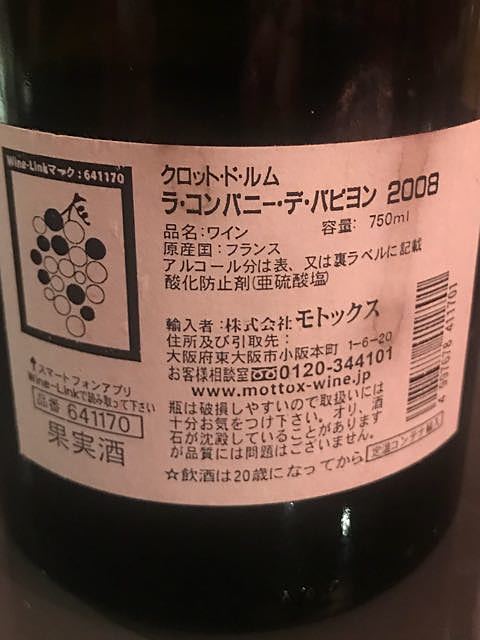 Wine-Linkマーク:641170
クロット・ド・ルム
ラ・コンパニー・デ・パピヨン 2008
品名:ワイン 容量: 750ml
原産国:フランス
アルコール分は表、又は裏ラベルに記載
酸化防止剤(亜硫酸塩)
輸入者:株式会社 モトックス
住所及び引取先:
大阪府東大阪市小阪本町 1-6-20
お客様相談室 0120-344101
www.mottox-wine.jp
瓶は破損しやすいので取扱いには
十分お気をつけ下さい。オリ、酒
石が沈殿していることがあります
が品質には問題はございません。
定温コンテナ輸入
☆飲酒は20歳になってから
スマートフォンアプリ
Wine-Linkで読み取って下さい
品番 641170
果実酒
4 997678 411701